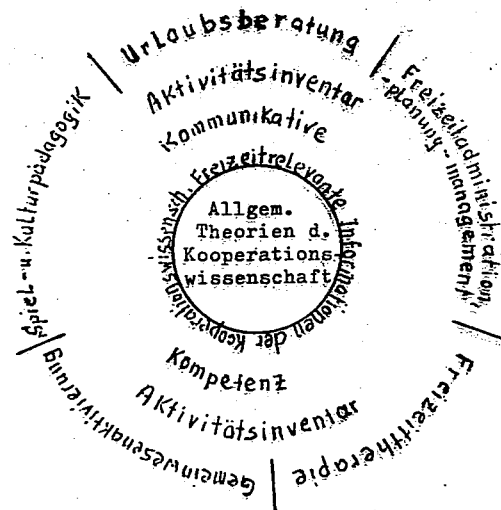 Urlaubsberatung
Freizeitadministration,
-planung - management
Freizeittherapie
Gemeinwesenaktivierung
Spiel-u. Kulturpädagogik
Aktivitätsinventar
Kommunikative
Freizeitrelevante Informationen der Kooperationswissensch.
Allgem.
Theorien d.
Kooperations-
wissenschaft
Kompetenz
Aktivitätsinventar